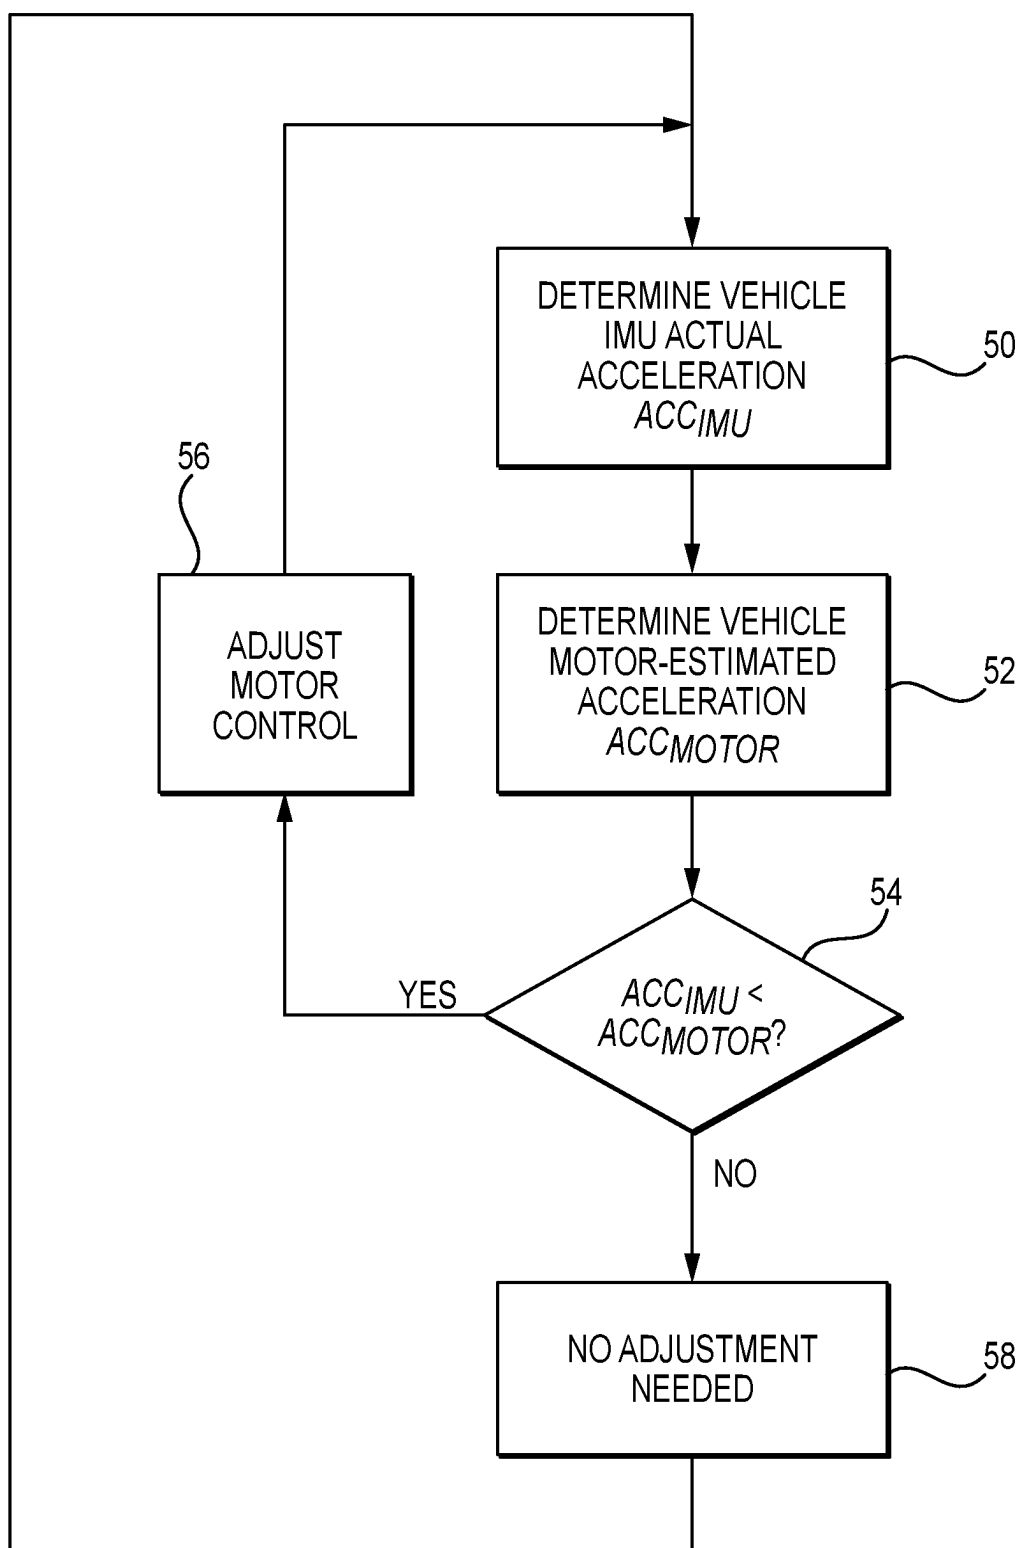 DETERMINE VEHICLE
IMU ACTUAL
ACCELERATION
ACCIMU
50
56
ADJUST
MOTOR
CONTROL
DETERMINE VEHICLE
MOTOR-ESTIMATED
ACCELERATION
ACCMOTOR
52
54
YES
ACCIMU <
ACCMOTOR?
NO
NO ADJUSTMENT
NEEDED
58